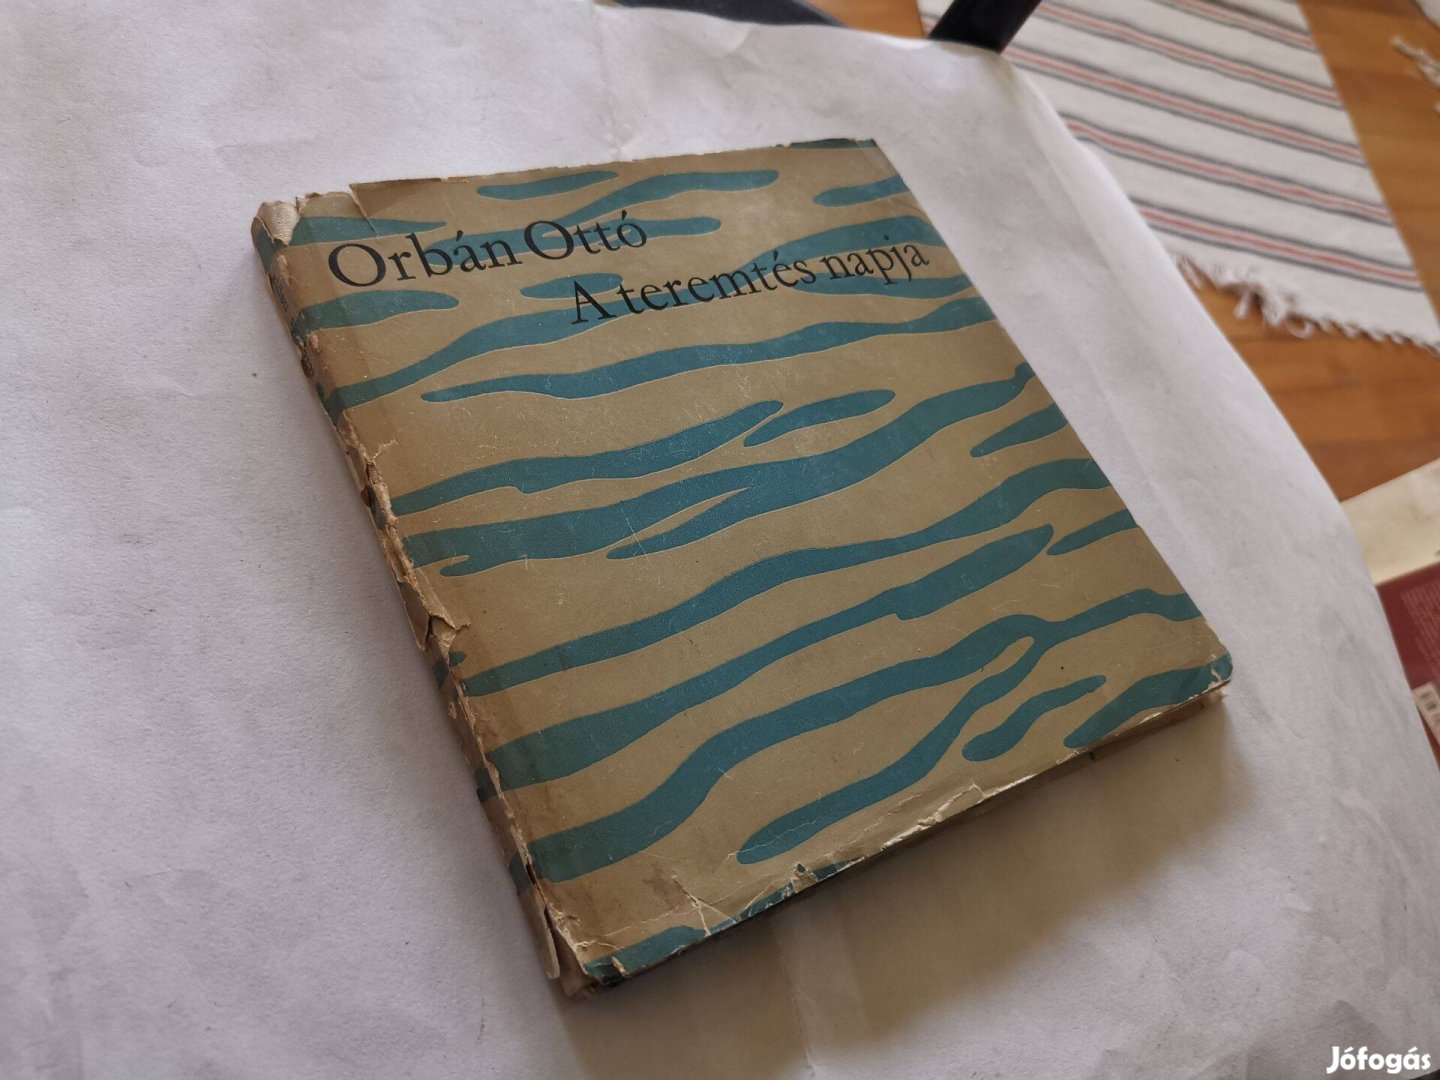 Orbán Ottó
A teremtés napja
Jófogás